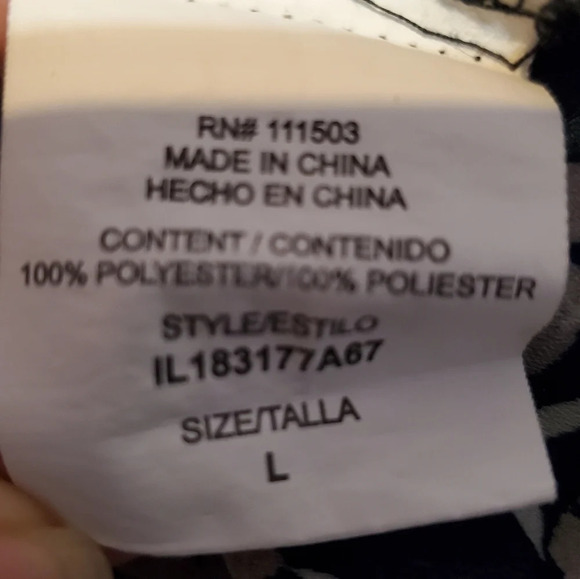 RN# 111503
MADE IN CHINA
HECHO EN CHINA
CONTENT / CONTENIDO
100% POLYESTER/100% POLIESTER
STYLE/ESTILO
IL183177A67
SIZE/TALLA
L